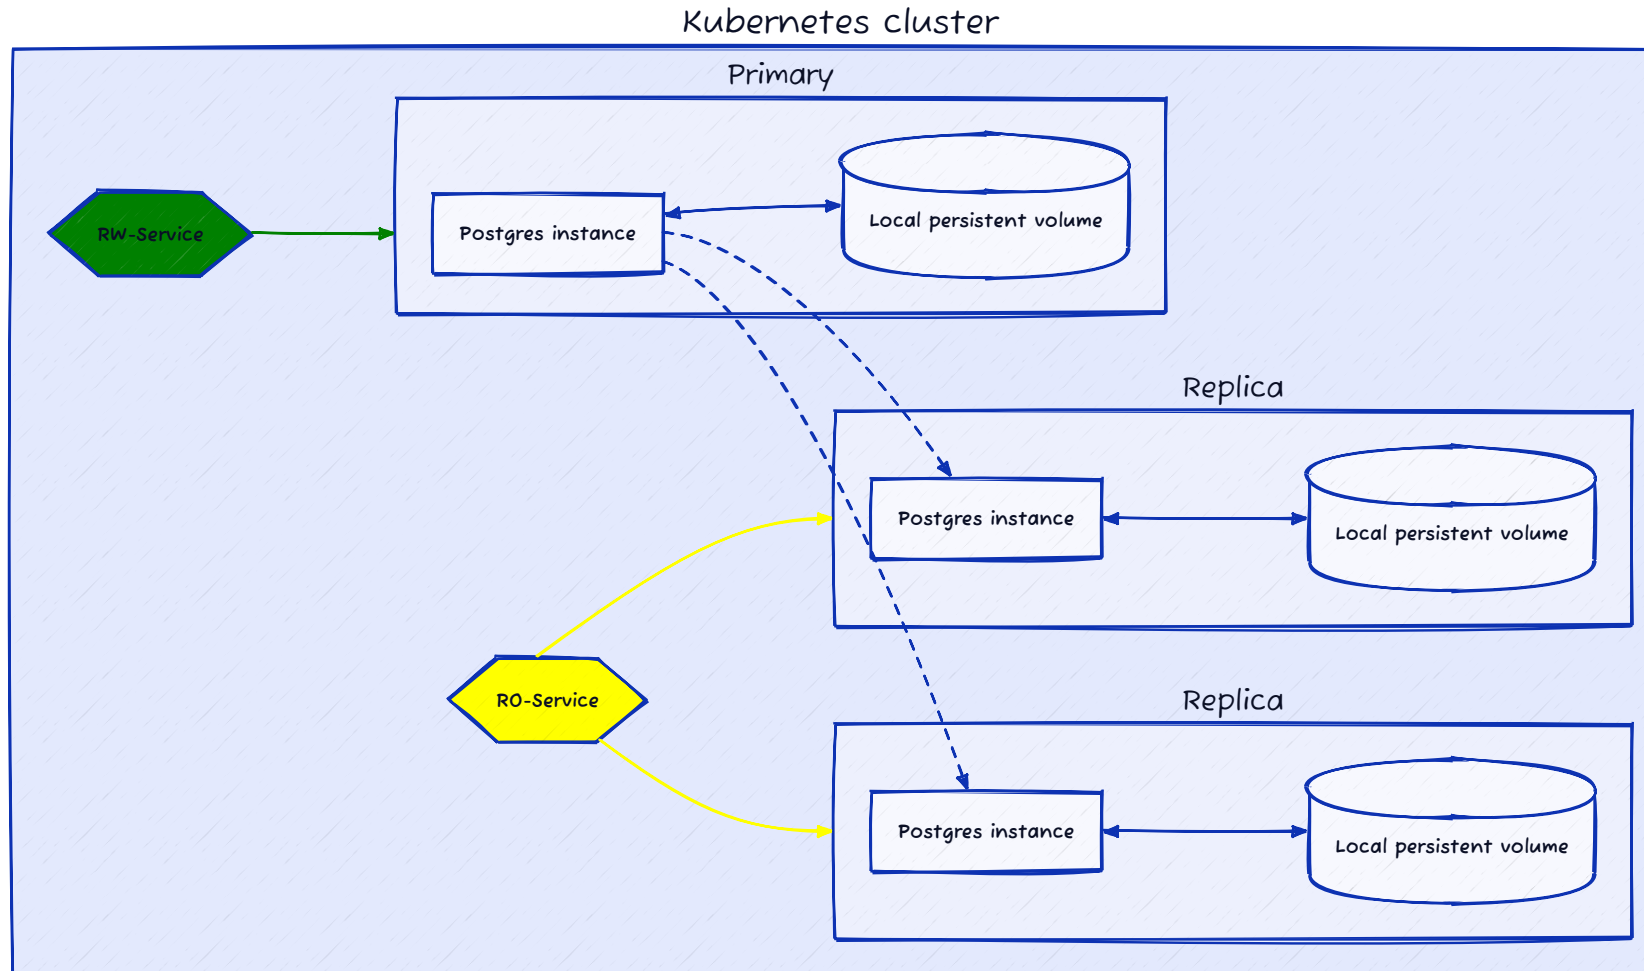 Kubernetes cluster
Primary
RW-Service
Postgres instance
Local persistent volume
Replica
Postgres instance
Local persistent volume
RO-Service
Replica
Postgres instance
Local persistent volume